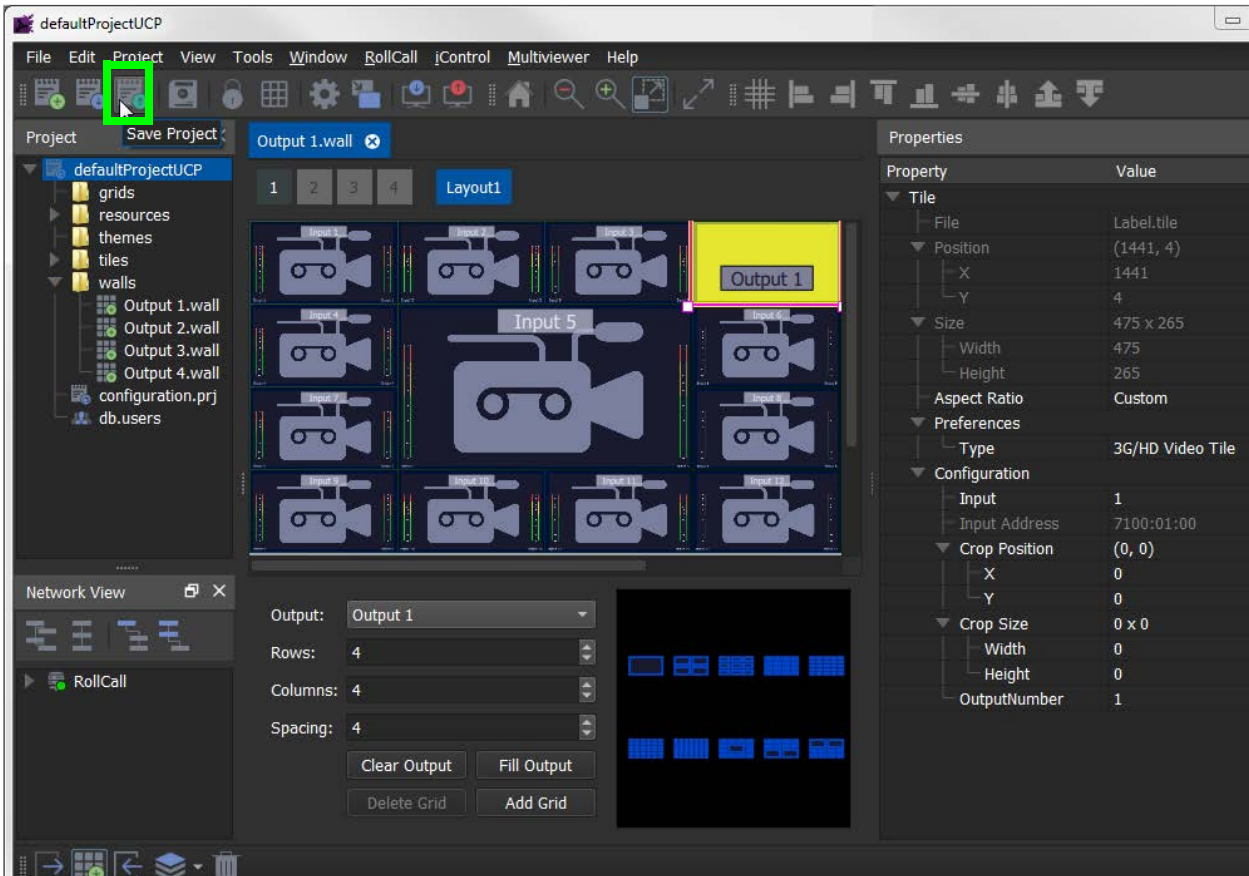 defaultProjectUCP
File Edit Project View Tools Window RollCall iControl Multiviewer Help
Save Project
Project
defaultProjectUCP
grids
resources
themes
tiles
walls
Output 1.wall
Output 2.wall
Output 3.wall
Output 4.wall
configuration.prj
db.users
Network View
RollCall
Output 1.wall
1 2 3 4 Layout1
Input 1 Input 2 Input 3 Output 1
Input 4 Input 5 Input 6
Input 7 Input 8
Input 9 Input 10 Input 11 Input 12
Output: Output 1
Rows: 4
Columns: 4
Spacing: 4
Clear Output Fill Output
Delete Grid Add Grid
Properties
Property Value
Tile
File Label.tile
Position (1441, 4)
X 1441
Y 4
Size 475 x 265
Width 475
Height 265
Aspect Ratio Custom
Preferences
Type 3G/HD Video Tile
Configuration
Input 1
Input Address 7100:01:00
Crop Position (0, 0)
X 0
Y 0
Crop Size 0 x 0
Width 0
Height 0
OutputNumber 1